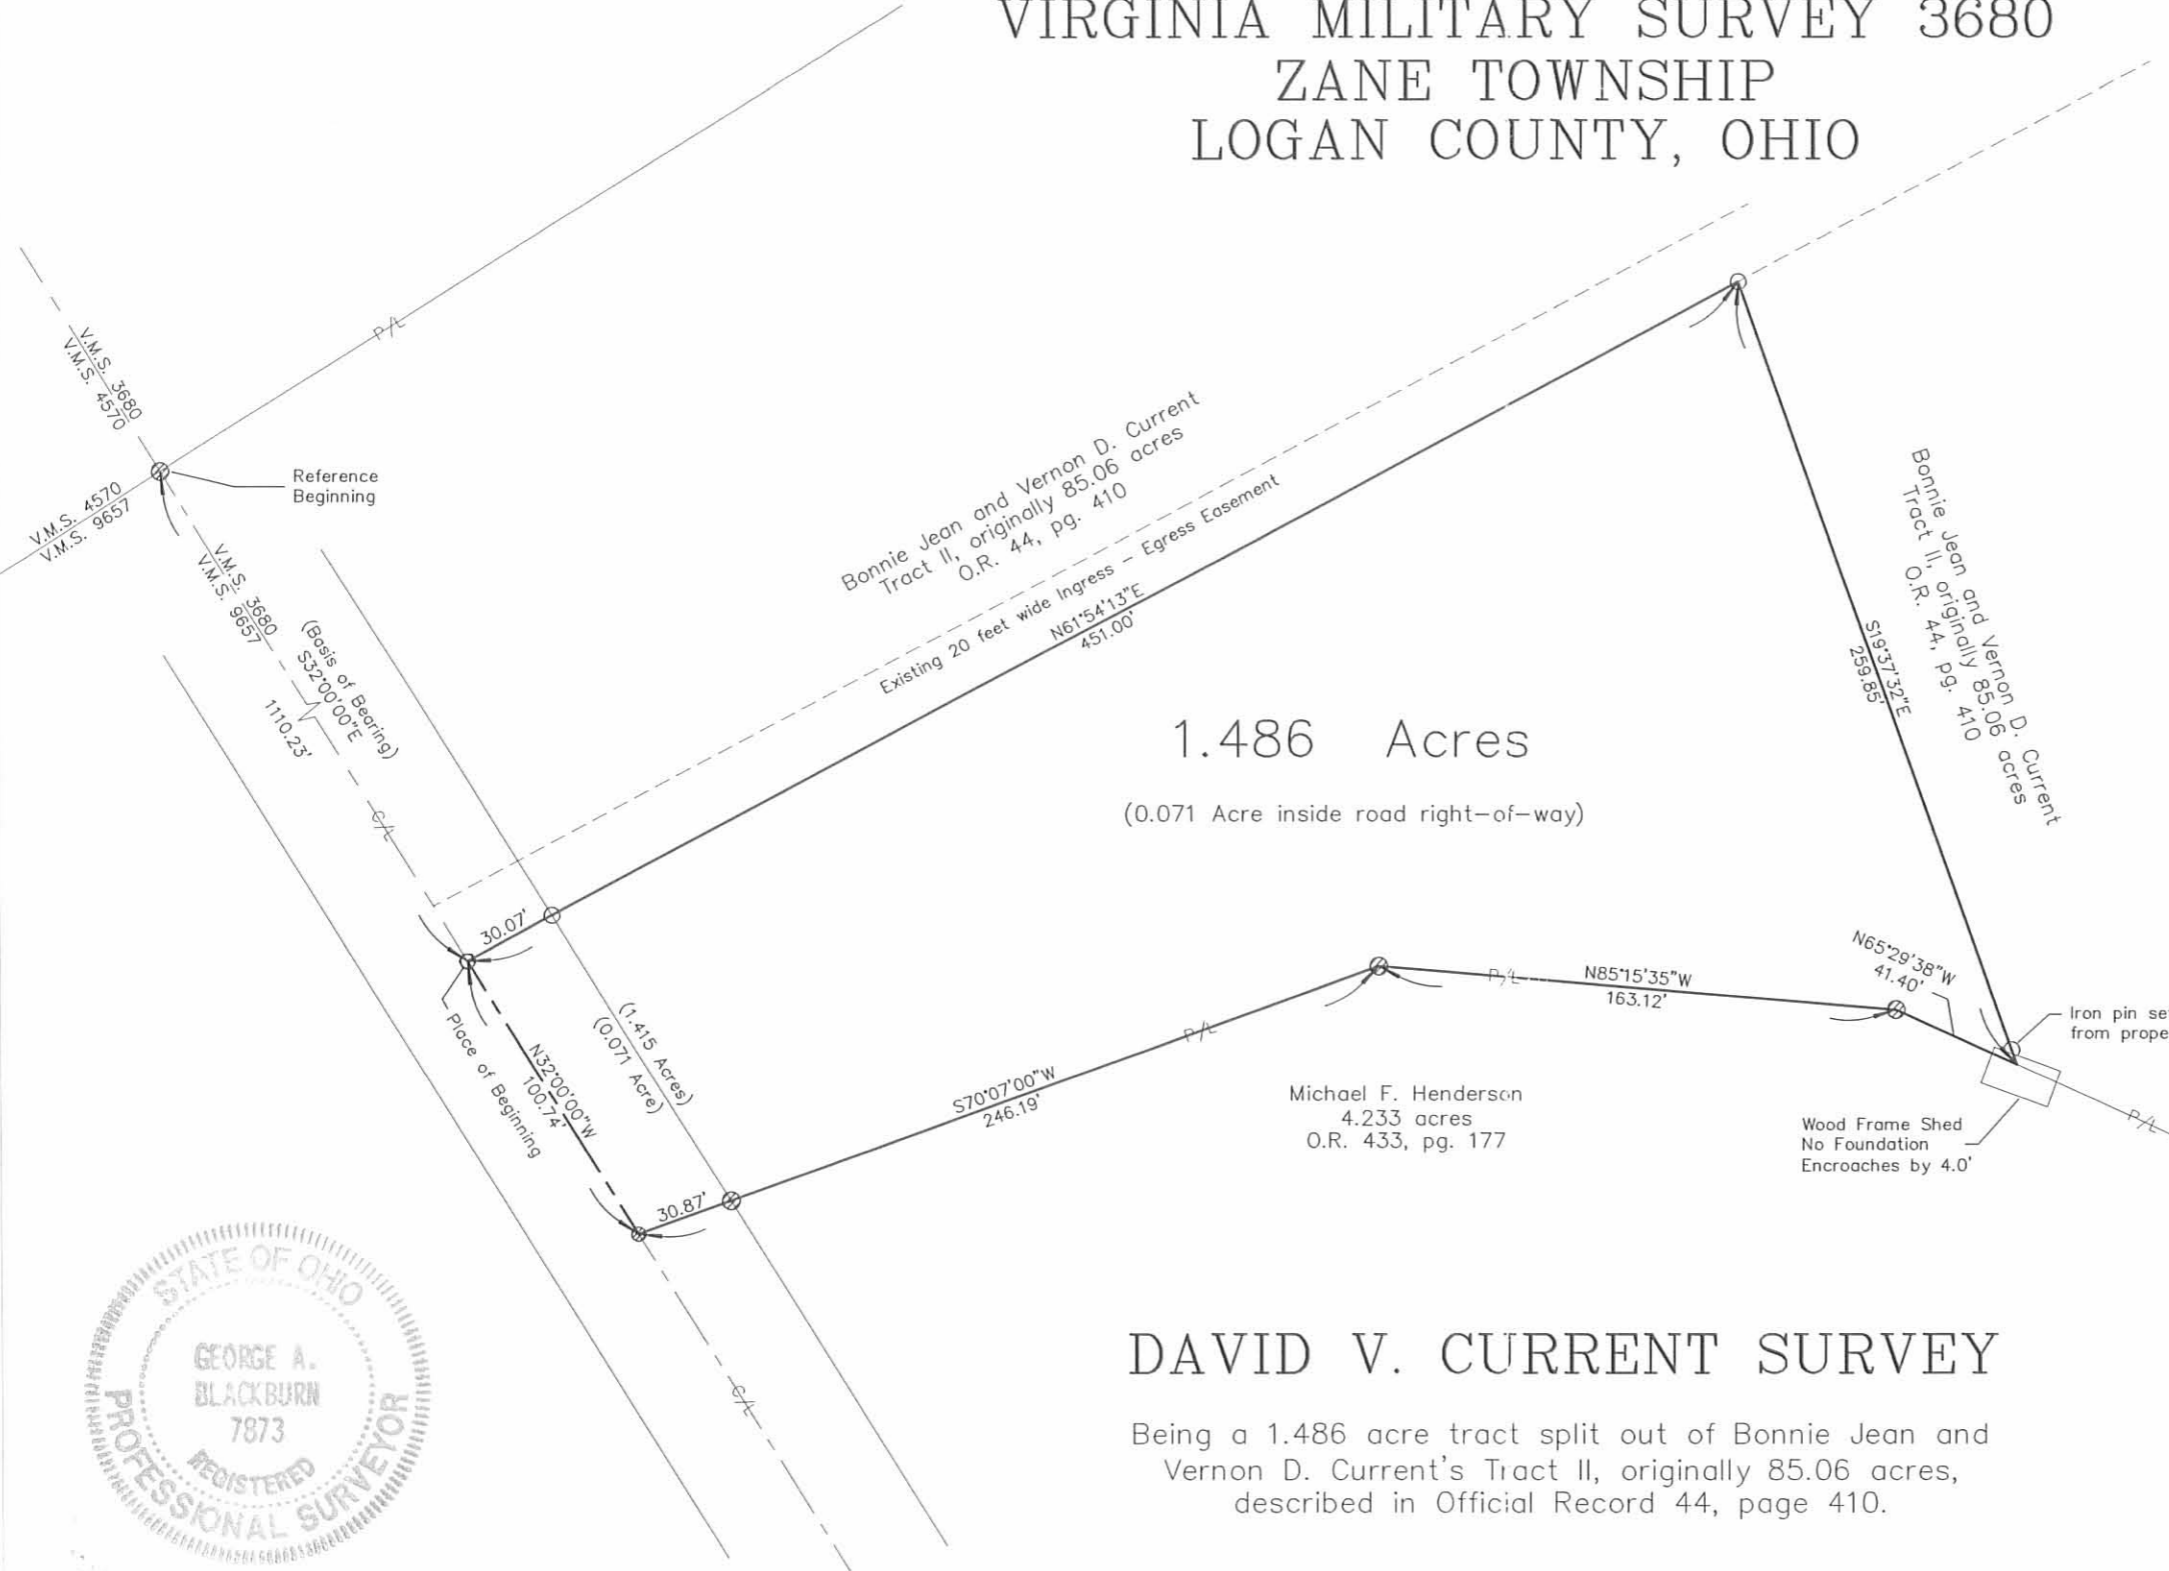 VIRGINIA MILITARY SURVEY 3680
ZANE TOWNSHIP
LOGAN COUNTY, OHIO
P/L
V.M.S. 3680
V.M.S. 4570
Reference
Beginning
V.M.S. 4570
V.M.S. 9657
V.M.S. 3680
V.M.S. 9657
(Basis of Bearing)
S32°00'00"E
1110.23'
C/L
Bonnie Jean and Vernon D. Current
Tract II, originally 85.06 acres
O.R. 44, pg. 410
Existing 20 feet wide Ingress - Egress Easement
N61°54'13"E
451.00'
Bonnie Jean and Vernon D. Current
Tract II, originally 85.06 acres
O.R. 44, pg. 410
S19°37'32"E
259.85'
1.486 Acres
(0.071 Acre inside road right-of-way)
30.07'
Place of Beginning
N32°00'00"W
100.74'
(1.415 Acres)
(0.071 Acre)
30.87'
S70°07'00"W
246.19'
P/L
P/L
N85°15'35"W
163.12'
N65°29'38"W
41.40'
Iron pin se
from prope
Michael F. Henderson
4.233 acres
O.R. 433, pg. 177
Wood Frame Shed
No Foundation
Encroaches by 4.0'
P/L
C/L
STATE OF OHIO
GEORGE A.
BLACKBURN
7873
REGISTERED
PROFESSIONAL SURVEYOR
DAVID V. CURRENT SURVEY
Being a 1.486 acre tract split out of Bonnie Jean and
Vernon D. Current's Tract II, originally 85.06 acres,
described in Official Record 44, page 410.